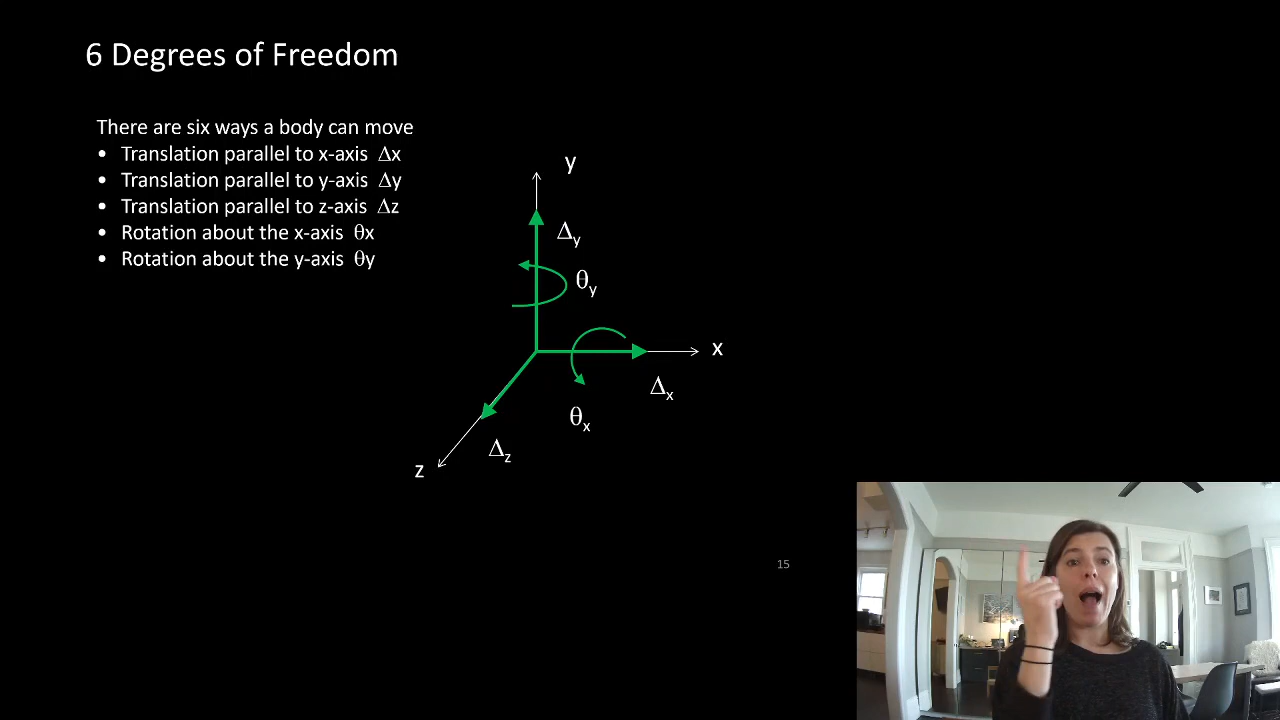 6 Degrees of Freedom
There are six ways a body can move
• Translation parallel to x-axis Δx
• Translation parallel to y-axis Δy
• Translation parallel to z-axis Δz
• Rotation about the x-axis θx
• Rotation about the y-axis θy
y
Δy
θy
x
Δx
θx
Δz
z
15